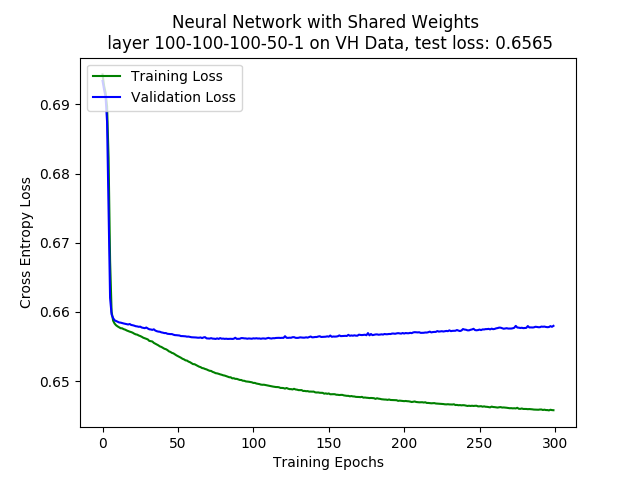 Neural Network with Shared Weights
layer 100-100-100-50-1 on VH Data, test loss: 0.6565
Training Loss
Validation Loss
0.69
0.68
0.67
0.66
0.65
Cross Entropy Loss
0 50 100 150 200 250 300
Training Epochs